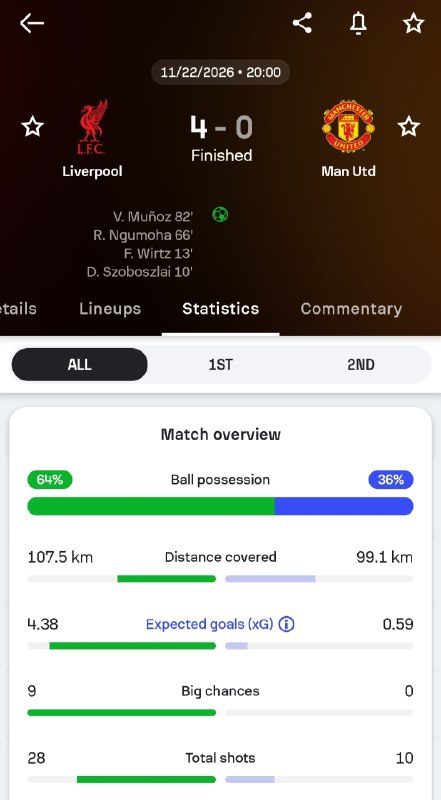 11/22/2026 • 20:00
4 - 0
Finished
L.F.C.
MANCHESTER
UNITED
Liverpool
Man Utd
V. Muñoz 82'
R. Ngumoha 66'
F. Wirtz 13'
D. Szoboszlai 10'
etails Lineups Statistics Commentary
ALL 1ST 2ND
Match overview
64% Ball possession 36%
107.5 km Distance covered 99.1 km
4.38 Expected goals (xG) i 0.59
9 Big chances 0
28 Total shots 10